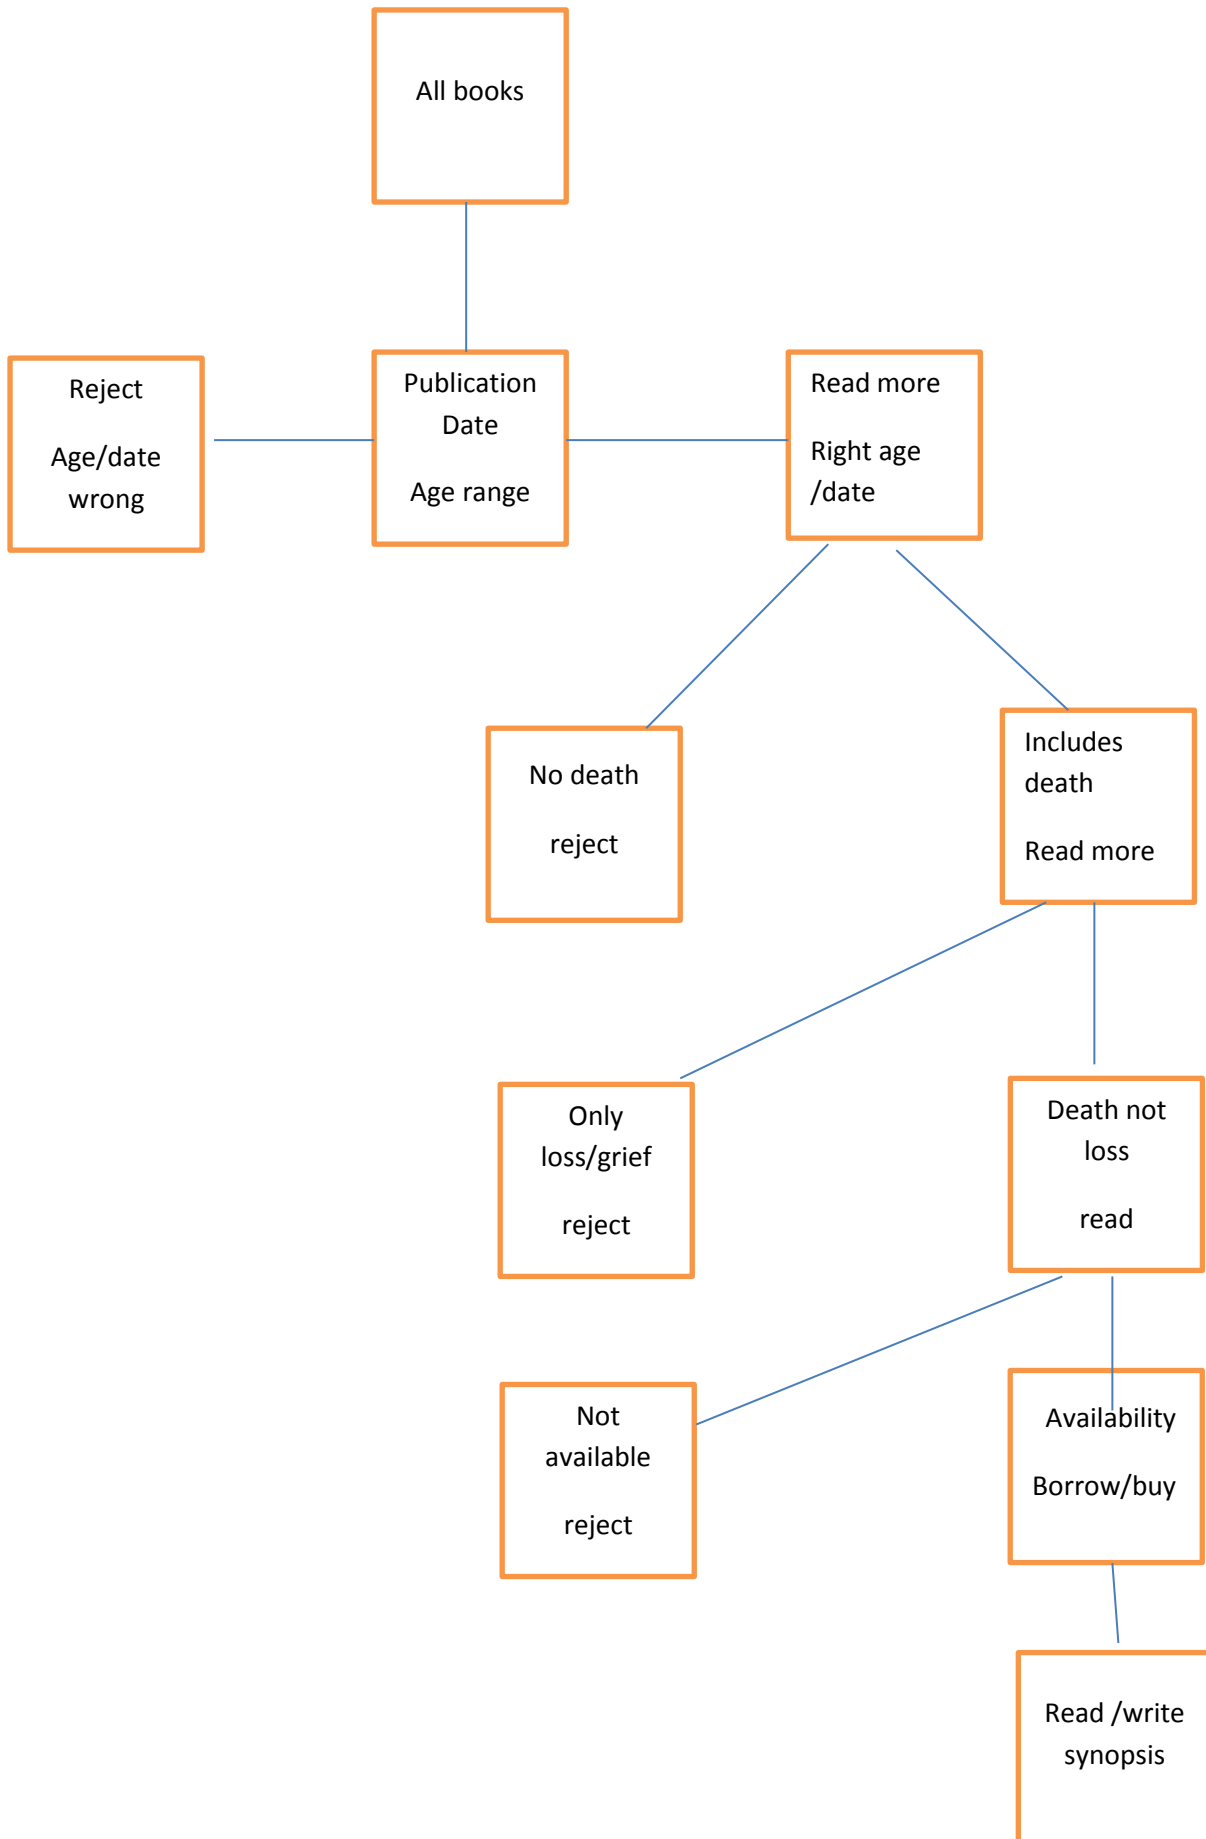 All books
Reject
Age/date
wrong
Publication
Date
Age range
Read more
Right age
/date
No death
reject
Includes
death
Read more
Only
loss/grief
reject
Death not
loss
read
Not
available
reject
Availability
Borrow/buy
Read /write
synopsis